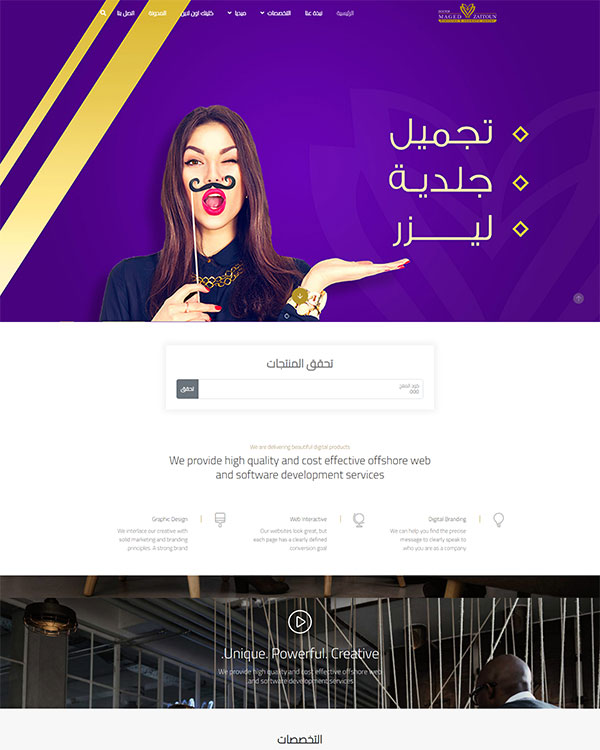 DOCTOR
MAGED ZAITOUN
الرئيسية
نبذة عنا
التخصصات
ميديا
كلينك اون لاين
المدونة
اتصل بنا
تجميل
جلدية
ليـــزر
تحقق المنتجات
كود المنتج
000
تحقق
We are delivering beautiful digital products
We provide high quality and cost effective offshore web
and software development services
Digital Branding
We can help you find the precise
message to clearly speak to
who you are as a company
Web Interactive
Our websites look great, but
each page has a clearly defined
conversion goal
Graphic Design
We interlace our creative with
solid marketing and branding
principles. A strong brand
.Unique. Powerful. Creative
We provide high quality and cost effective offshore web
and software development services
التخصصات